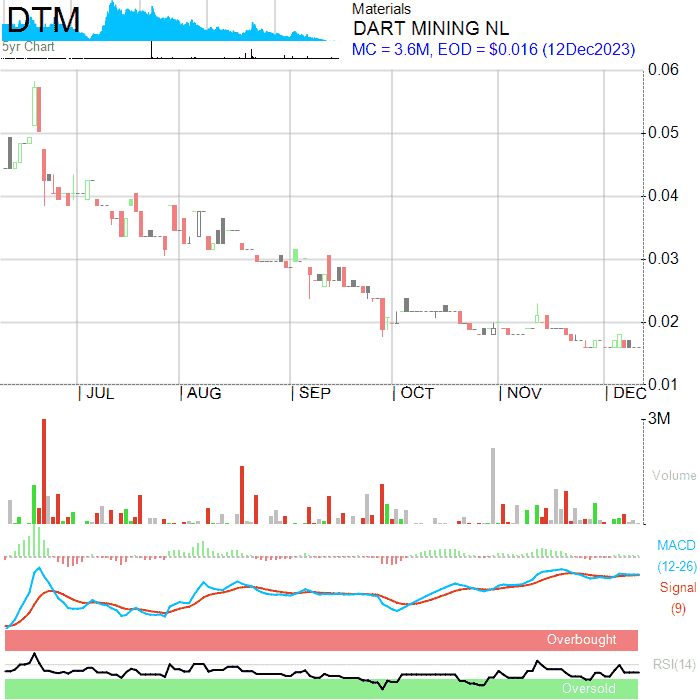 DTM
5yr Chart
Materials
DART MINING NL
MC = 3.6M, EOD = $0.016 (12Dec2023)
0.06
0.05
0.04
0.03
0.02
0.01
| JUL | AUG | SEP | OCT | NOV | DEC
3M
Volume
MACD
(12-26)
Signal
(9)
Overbought
RSI(14)
Oversold